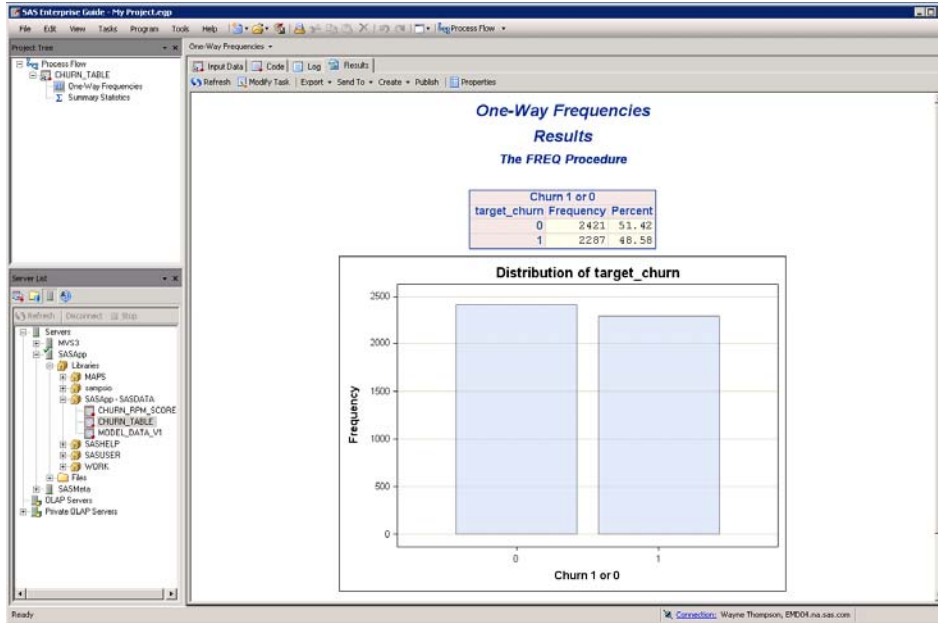 SAS Enterprise Guide - My Project.egp
File Edit View Tasks Program Tools Help Process Flow
Project Tree
Process Flow
CHURN_TABLE
One-Way Frequencies
Summary Statistics
Server List
Refresh Disconnect Stop
Servers
MVS3
SASApp
Libraries
MAPS
sampsio
SASApp - SASDATA
CHURN_RPM_SCORE
CHURN_TABLE
MODEL_DATA_V1
SASHELP
SASUSER
WORK
Files
SASMeta
OLAP Servers
Private OLAP Servers
One-Way Frequencies
Input Data Code Log Results
Refresh Modify Task Export Send To Create Publish Properties
One-Way Frequencies
Results
The FREQ Procedure
Churn 1 or 0
target_churn Frequency Percent
0 2421 51.42
1 2287 48.58
Distribution of target_churn
Frequency
2500
2000
1500
1000
500
0
0 1
Churn 1 or 0
Ready
Connection: Wayne Thompson, EMD04.na.sas.com